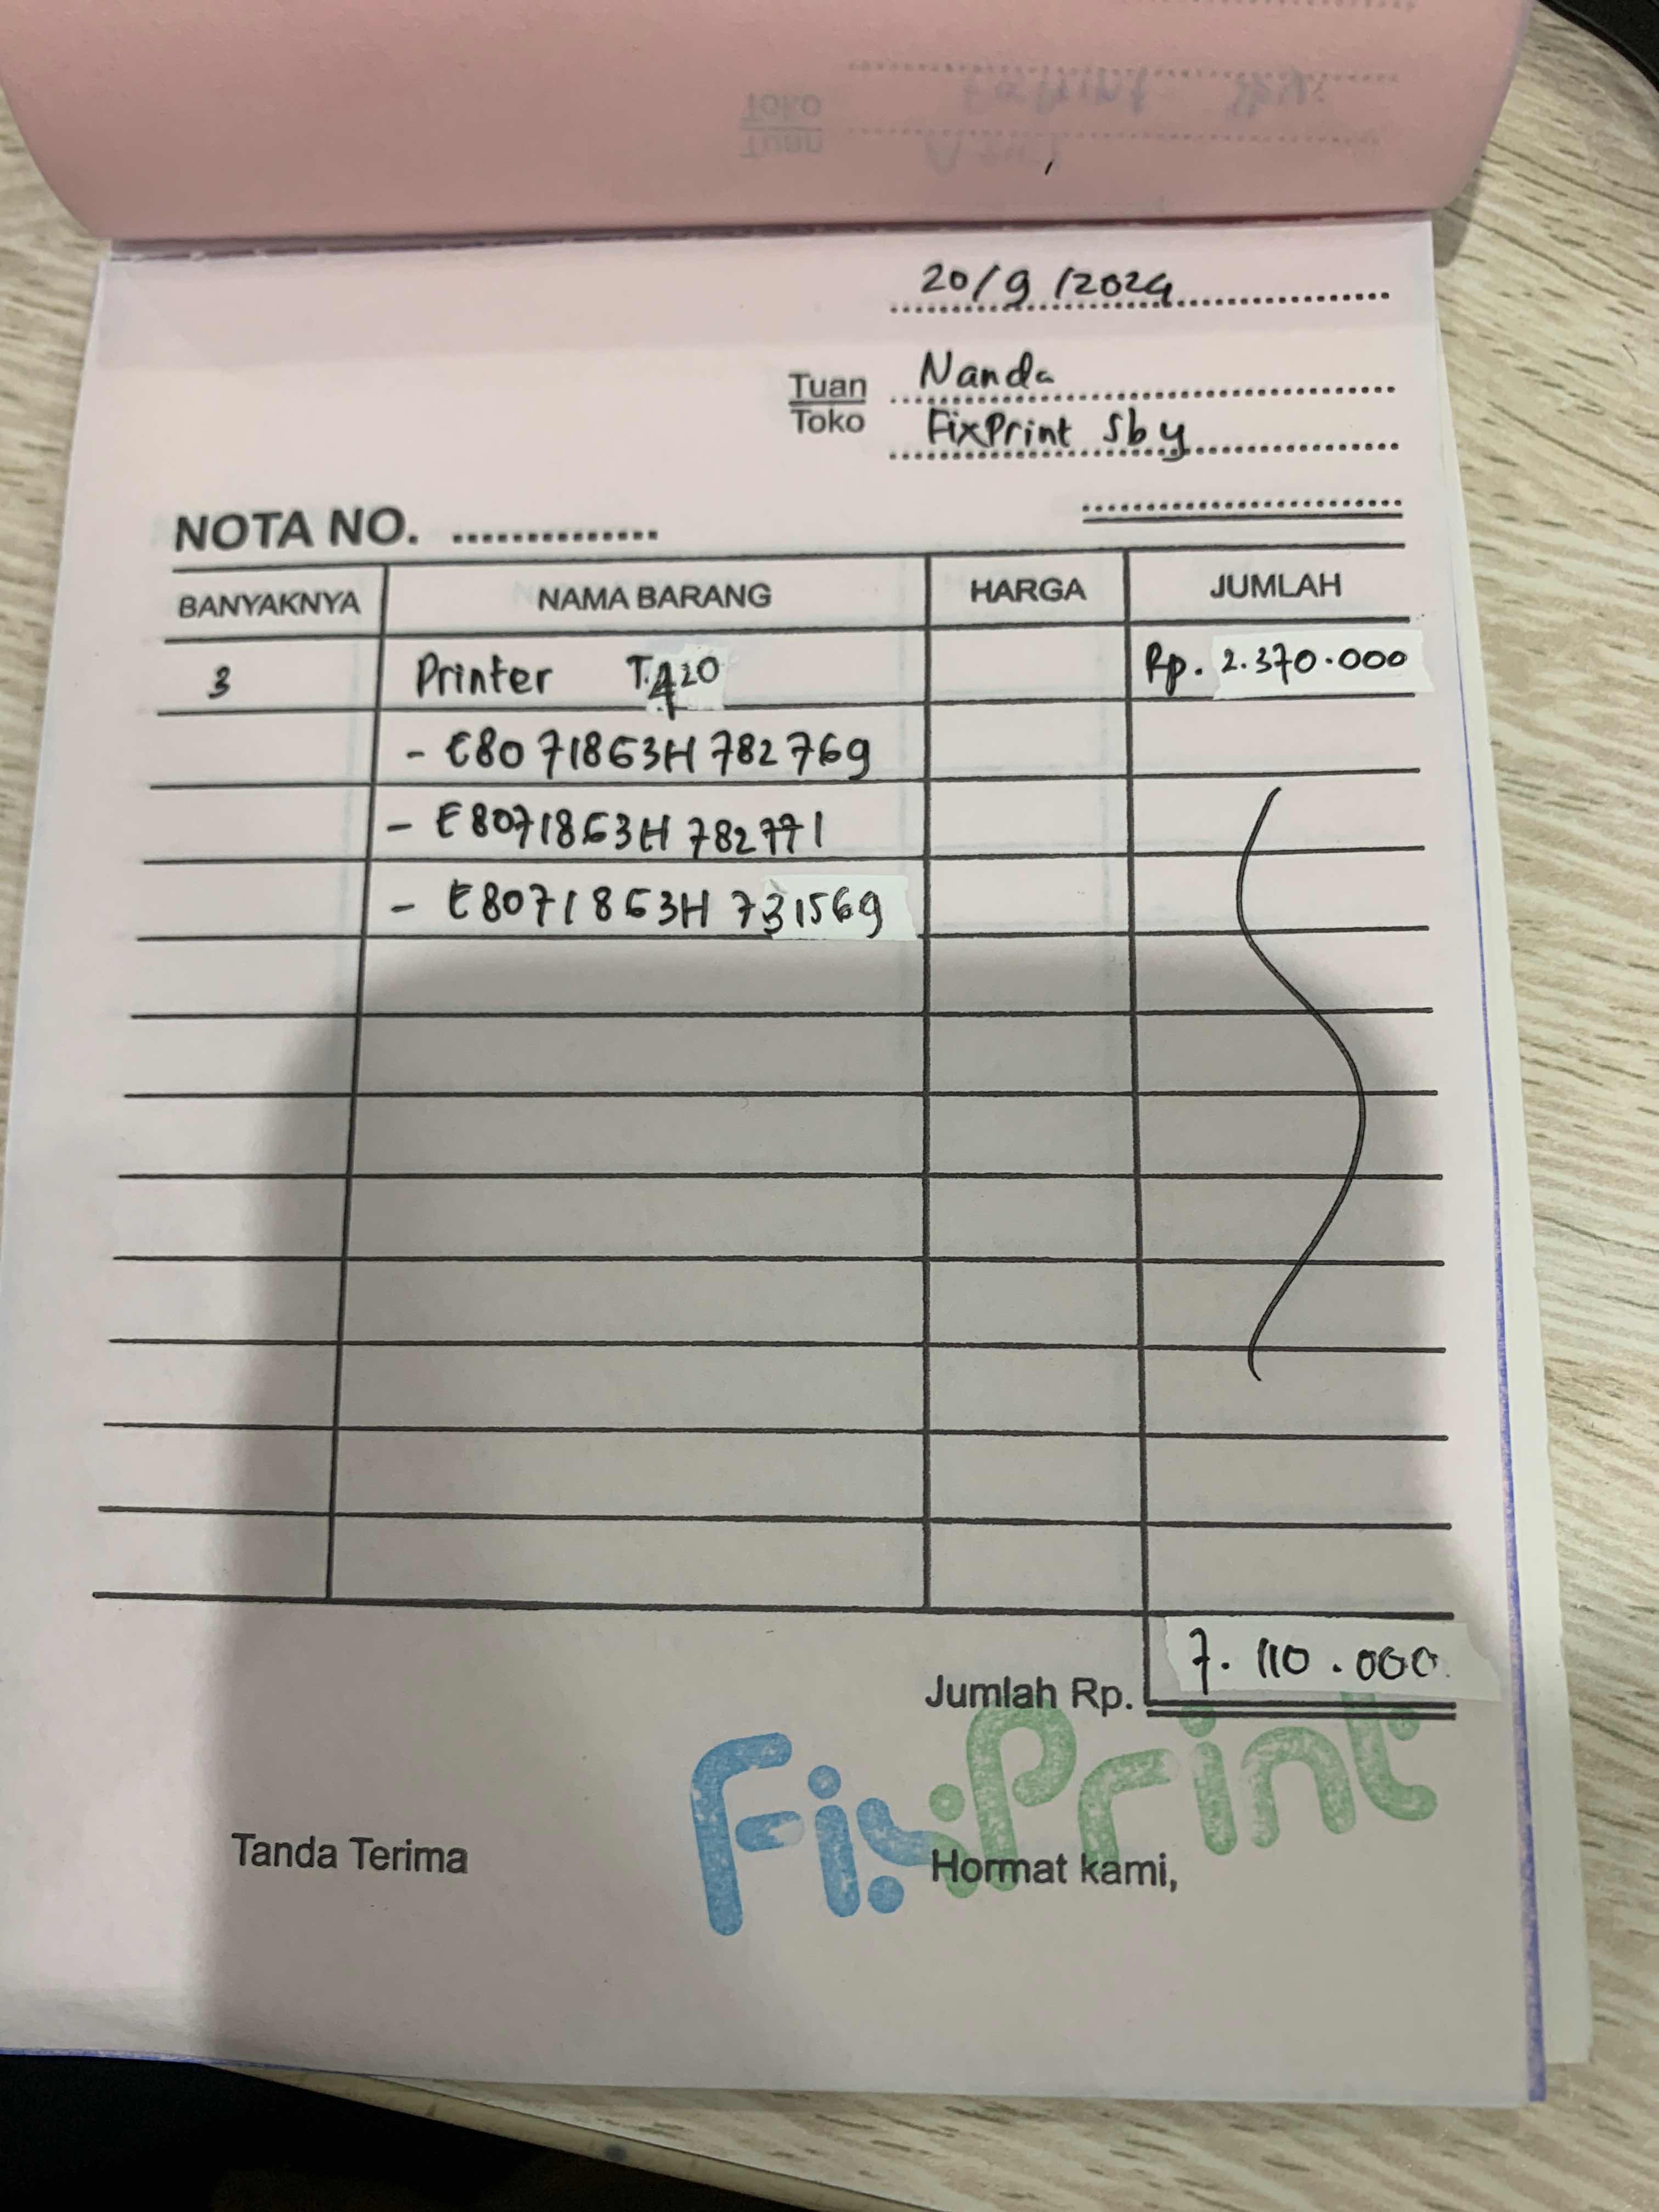 20/9/2024
Tuan Nanda
Toko FixPrint Sby
NOTA NO. ..............
BANYAKNYA NAMA BARANG HARGA JUMLAH
3 Printer T.420 Rp. 2.370.000
- E8071863H782769
- E8071863H782771
- E8071863H731569
Jumlah Rp. 7.110.000
FixPrint
Tanda Terima Hormat kami,